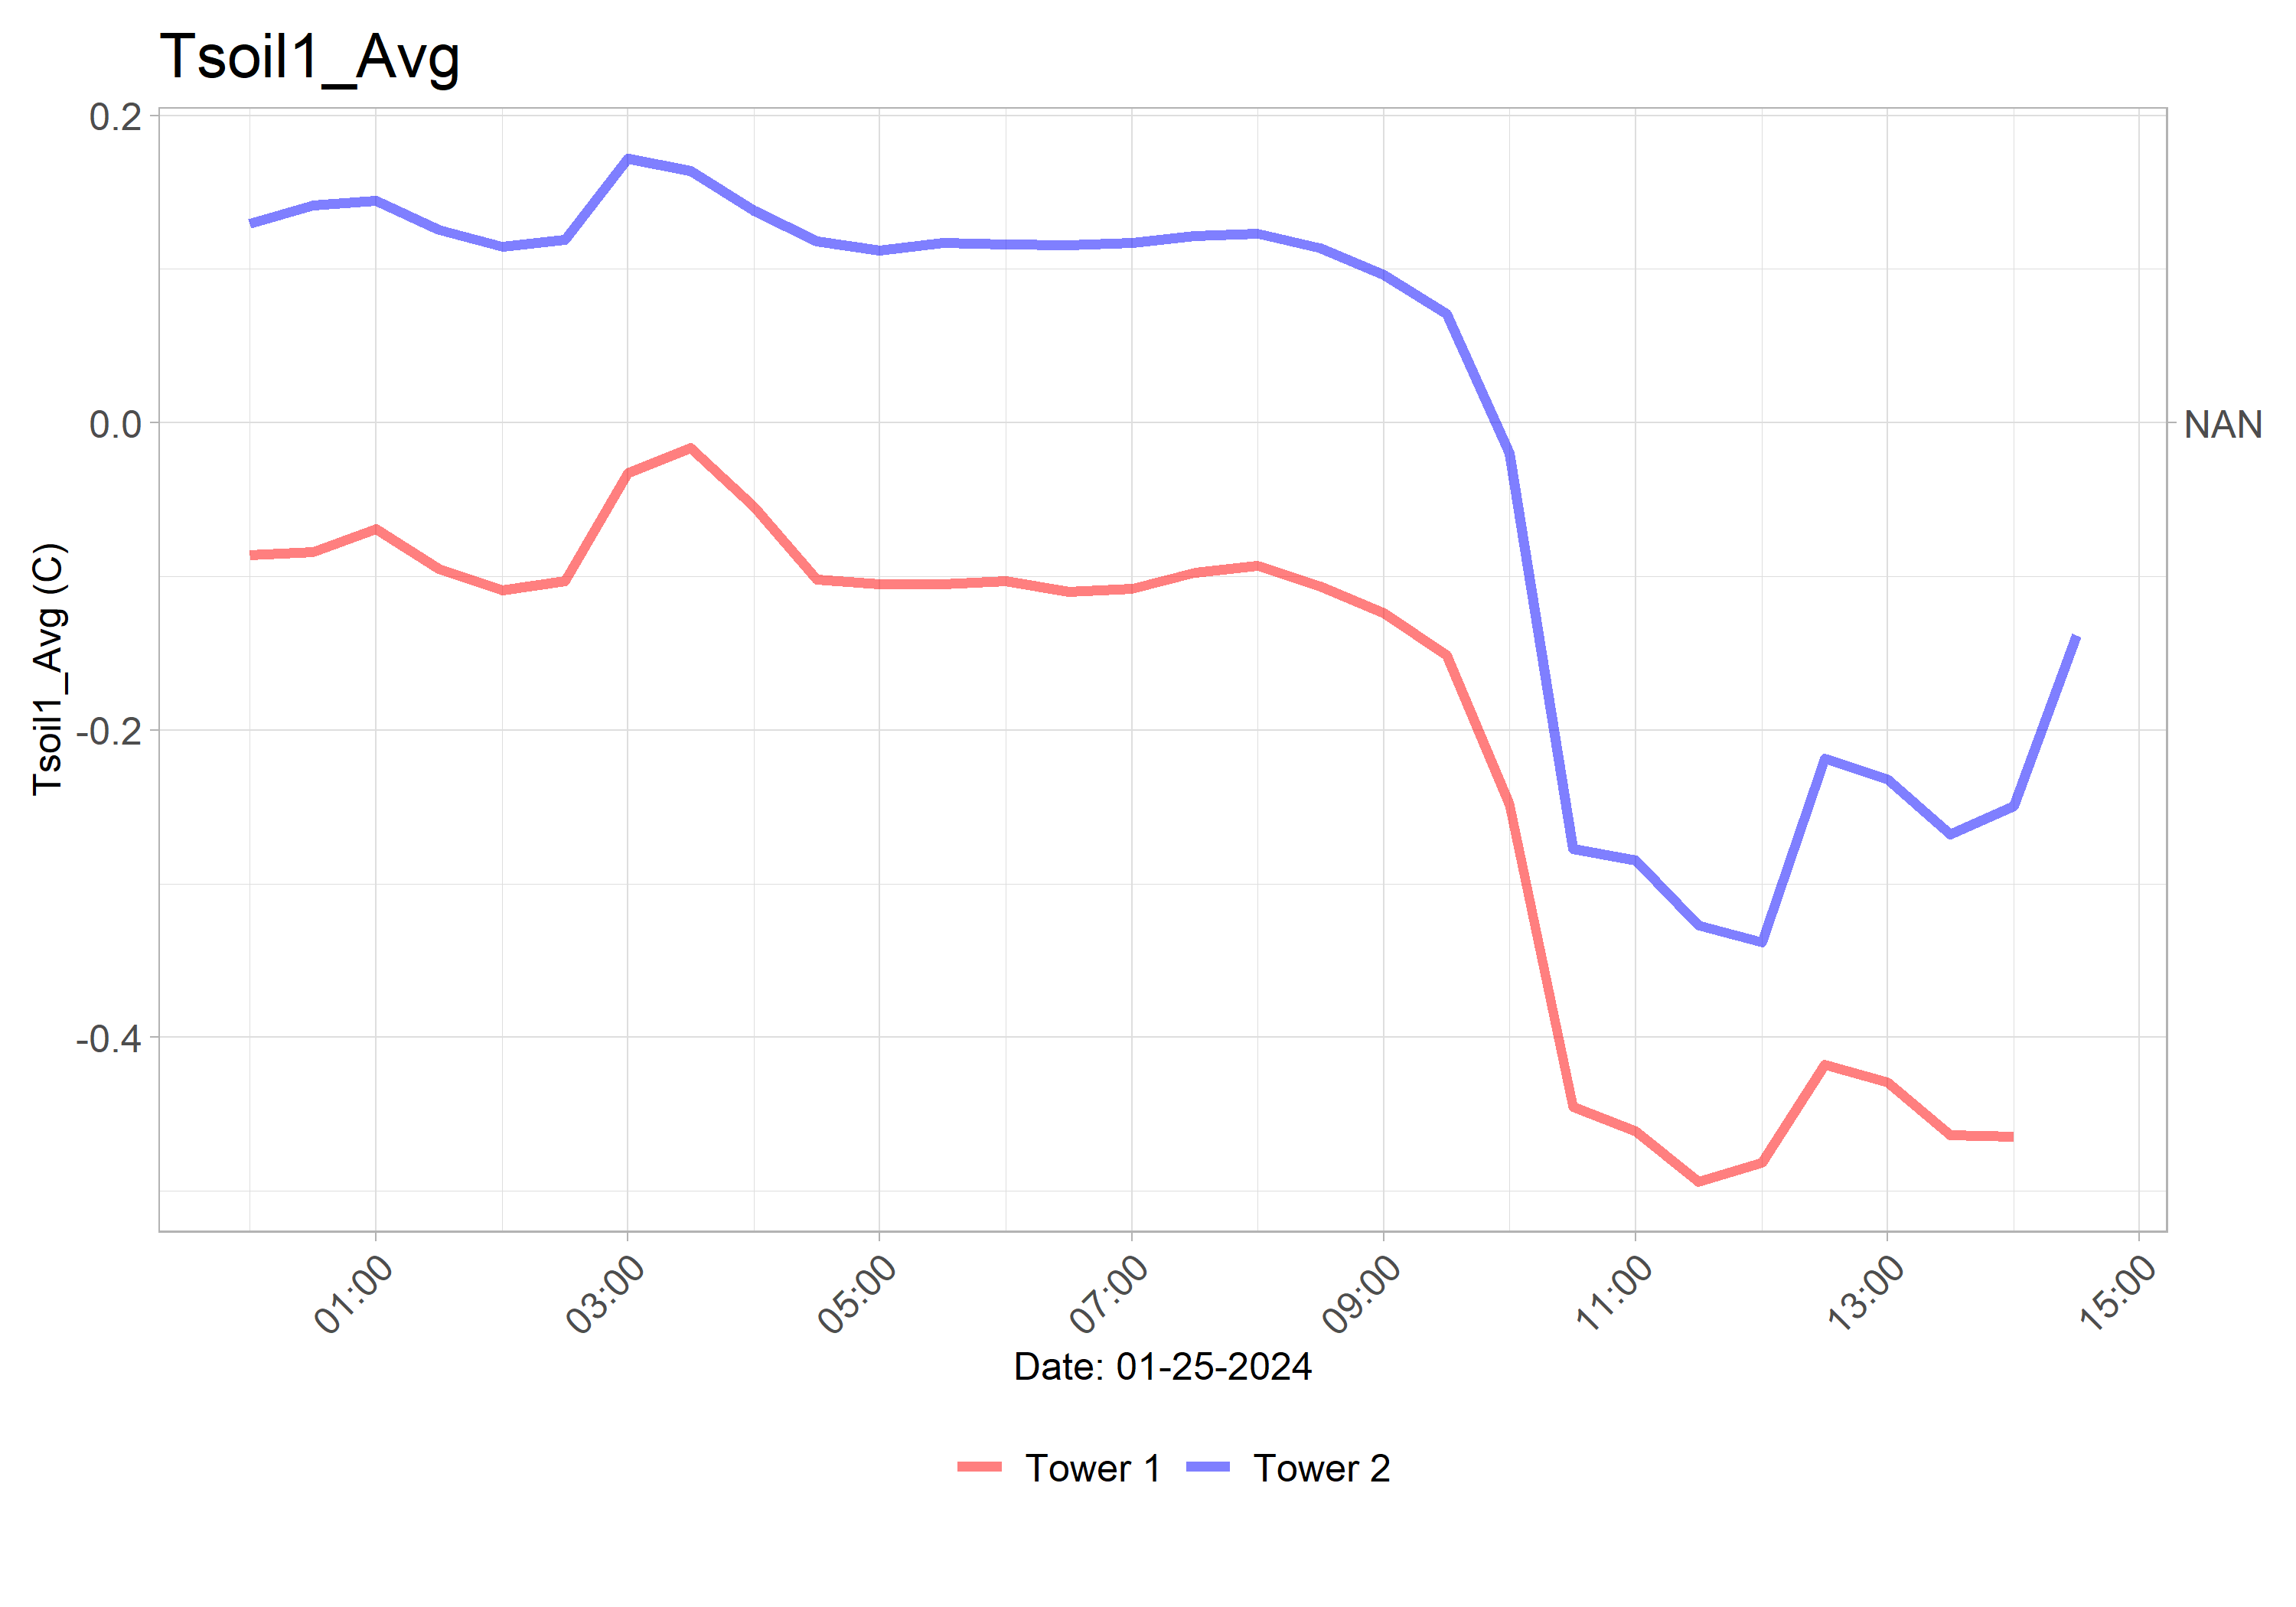 Tsoil1_Avg
0.2
0.0
-0.2
-0.4
NAN
Tsoil1_Avg (C)
01:00
03:00
05:00
07:00
09:00
11:00
13:00
15:00
Date: 01-25-2024
Tower 1
Tower 2